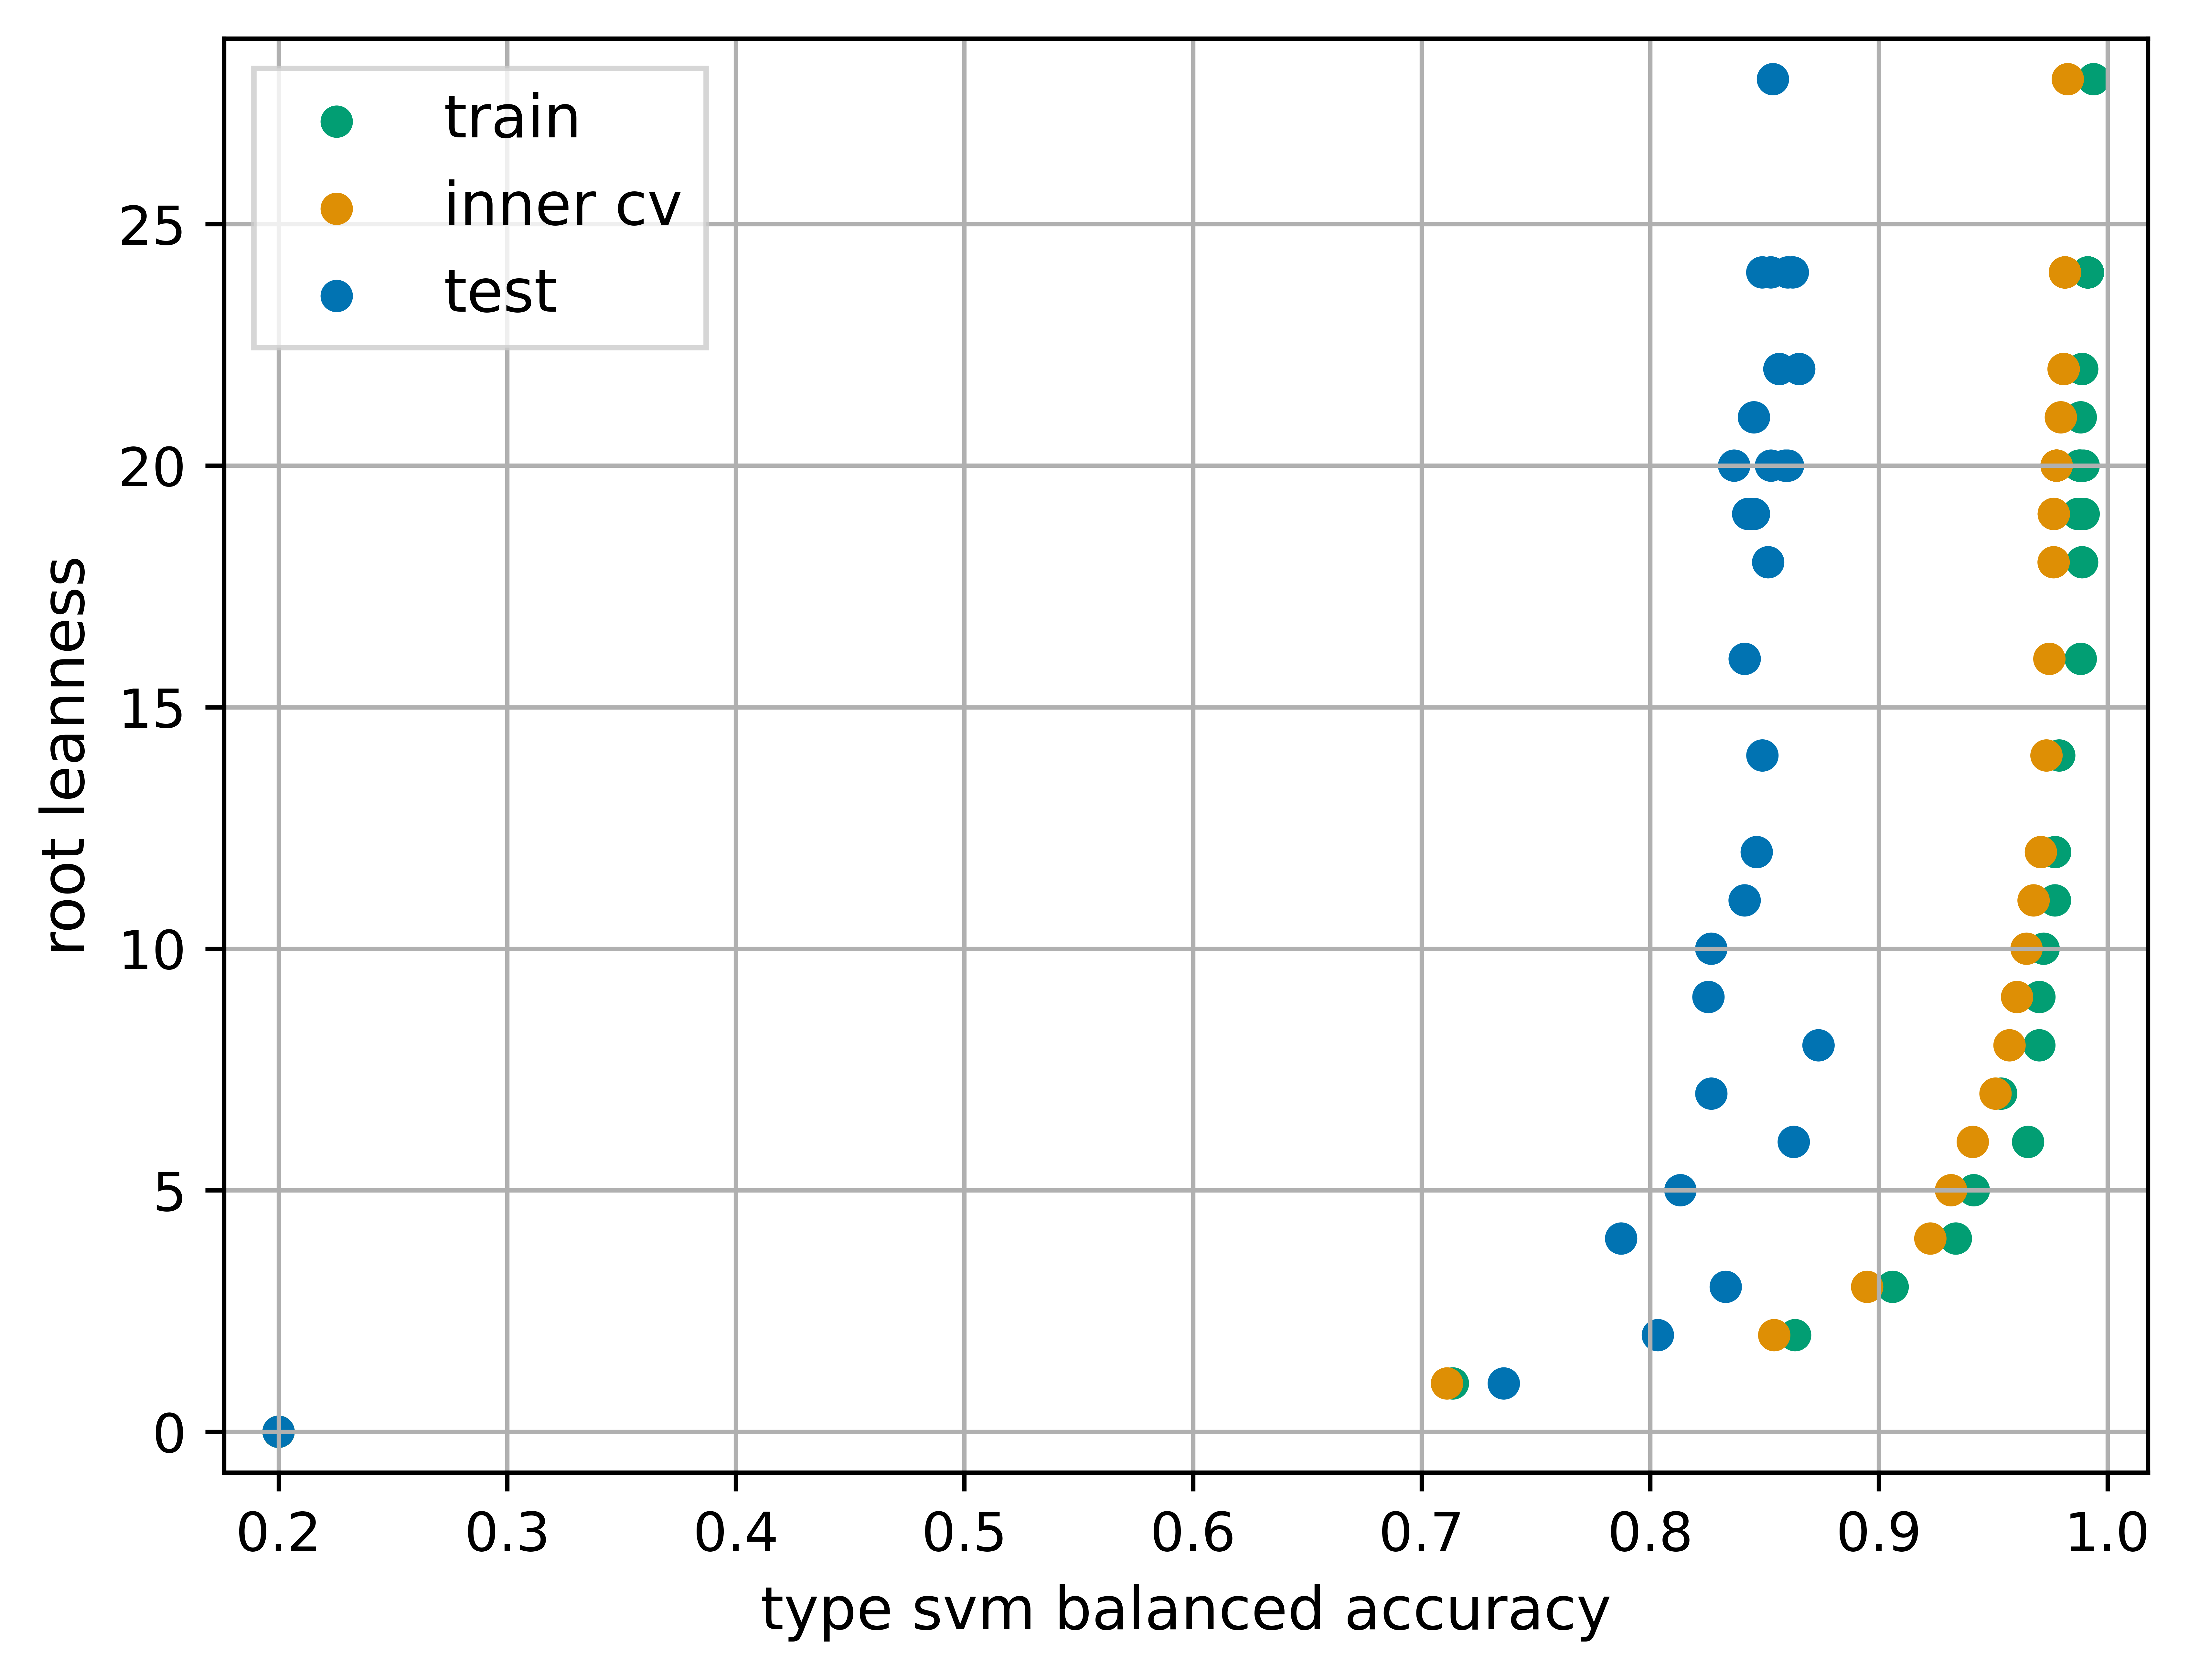 train
inner cv
test
25
20
15
10
5
0
root leanness
0.2 0.3 0.4 0.5 0.6 0.7 0.8 0.9 1.0
type svm balanced accuracy